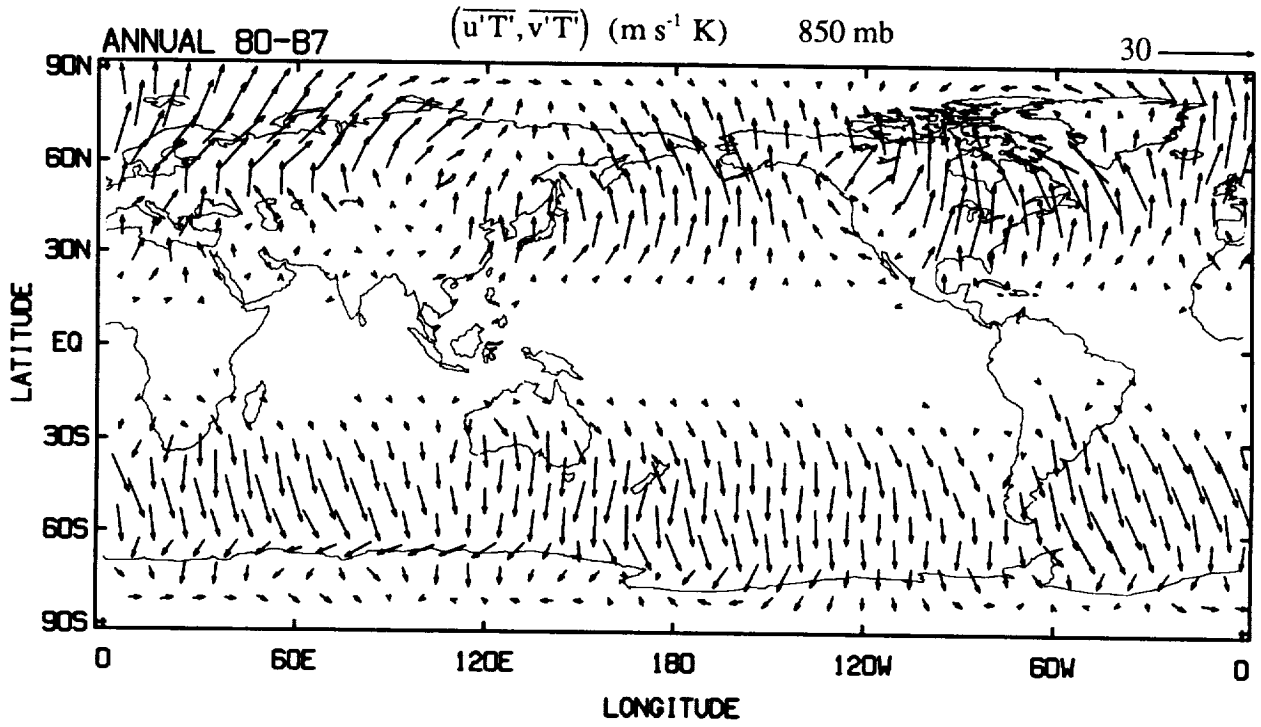 (u'T', v'T') (m s⁻¹ K) 850 mb
ANNUAL 80-87
30
90N
60N
30N
EQ
30S
60S
90S
LATITUDE
0 60E 120E 180 120W 60W 0
LONGITUDE